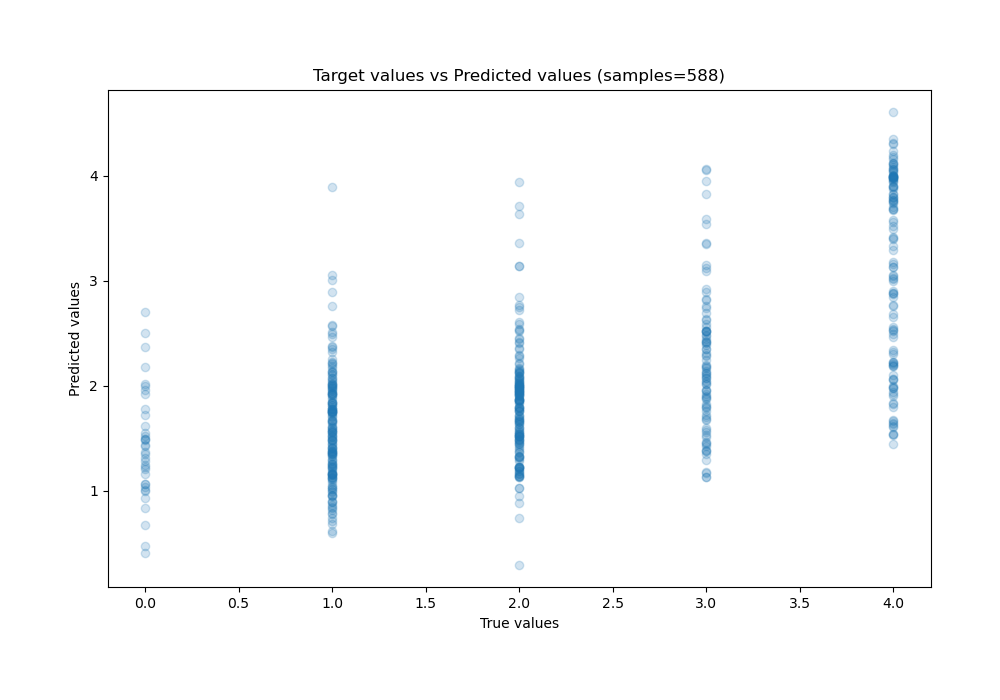 Target values vs Predicted values (samples=588)
Predicted values
4
3
2
1
0.0 0.5 1.0 1.5 2.0 2.5 3.0 3.5 4.0
True values